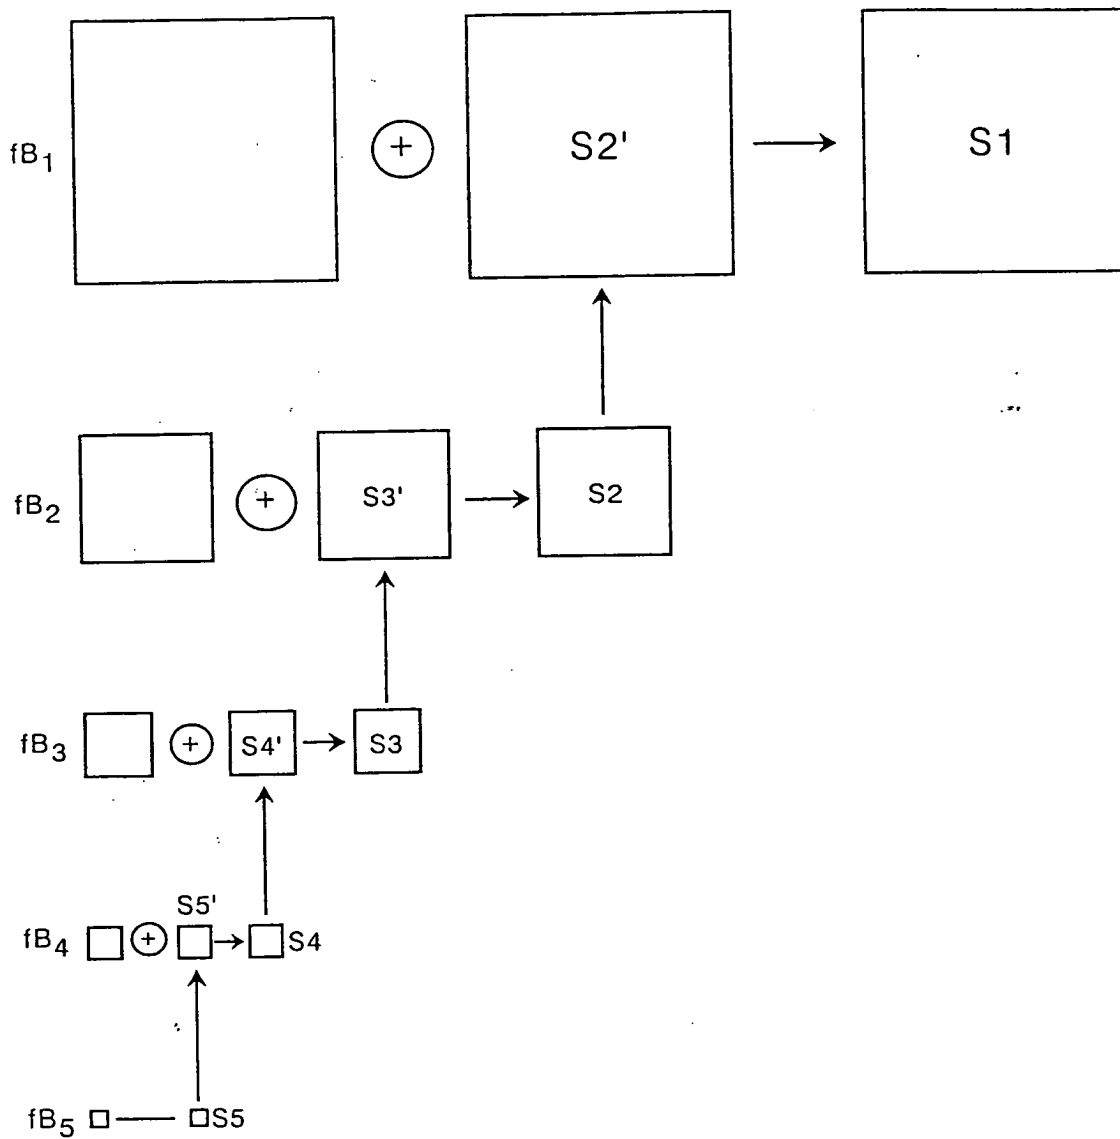 fB₁ + S2' S1
fB₂ + S3' S2
fB₃ + S4' S3
S5'
fB₄ + S4
fB₅ S5